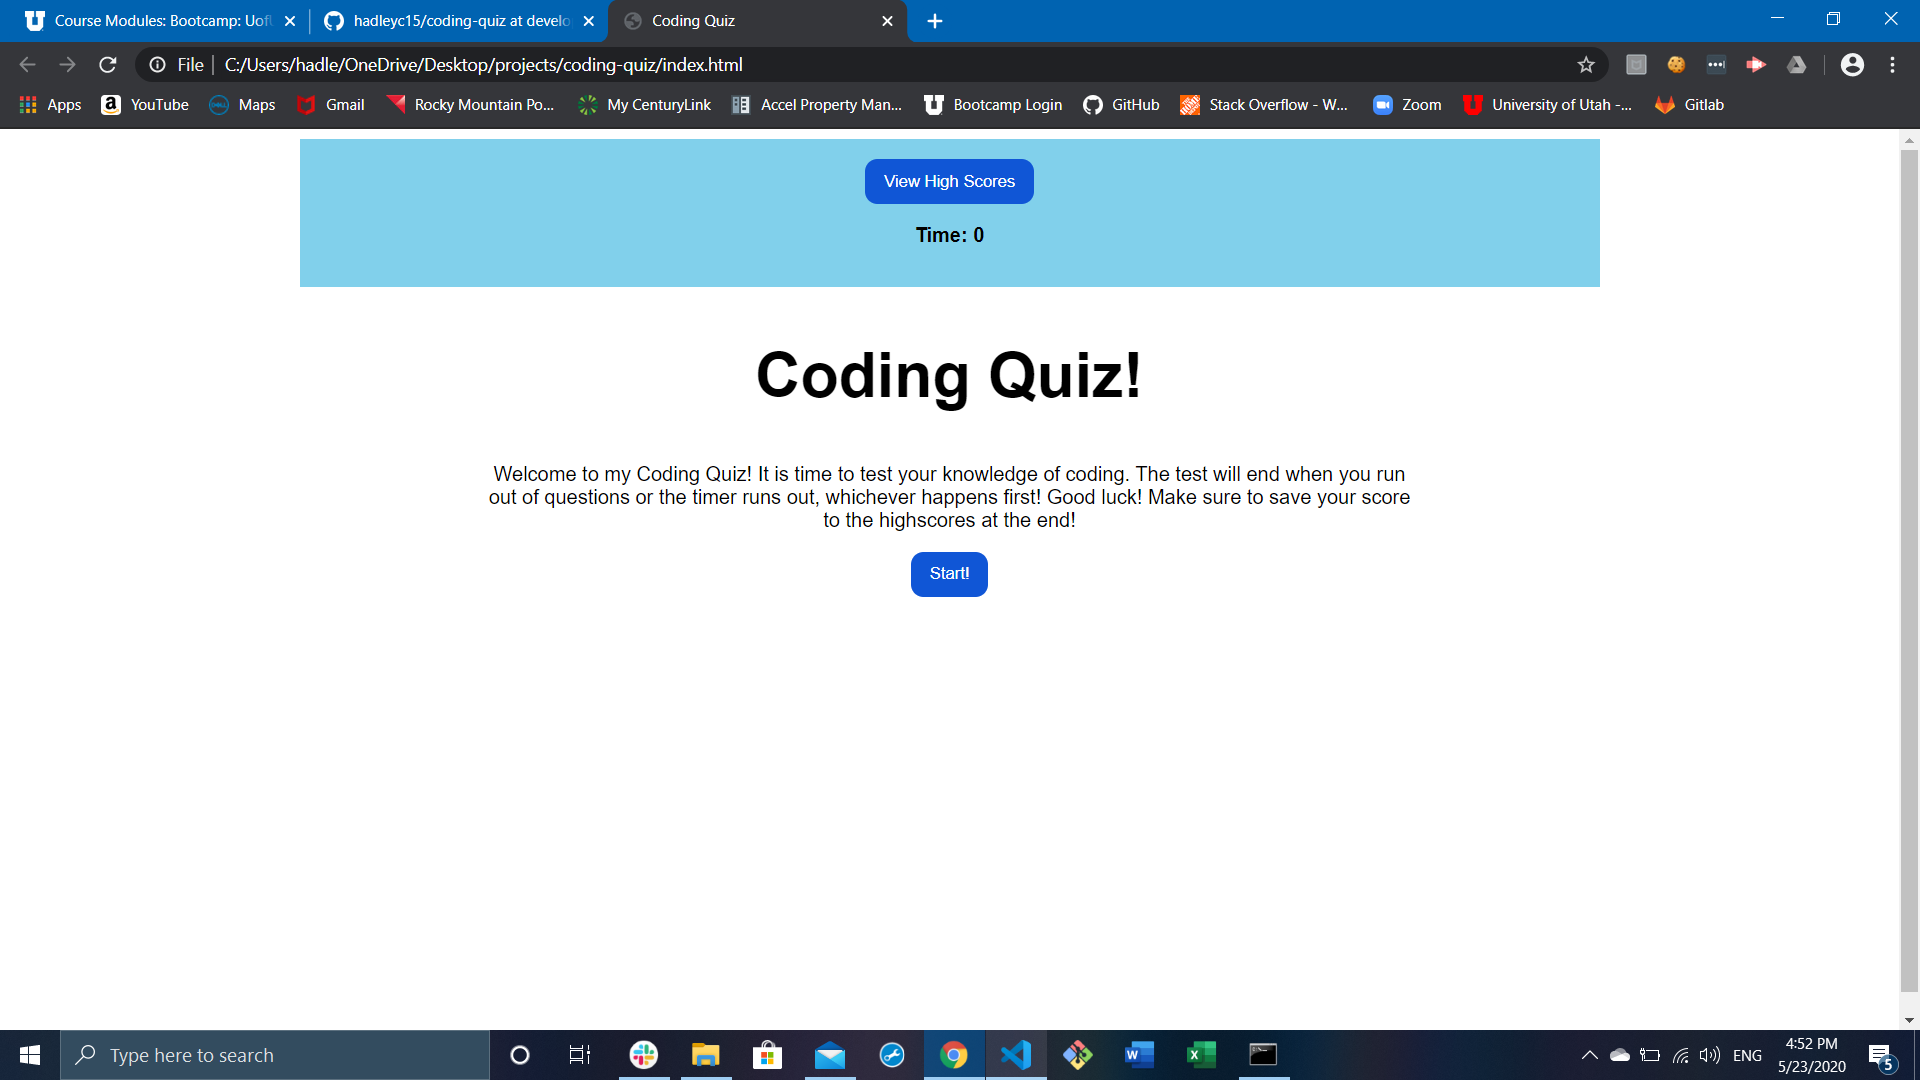 Course Modules: Bootcamp: Uof
hadleyc15/coding-quiz at develo
Coding Quiz
File
C:/Users/hadle/OneDrive/Desktop/projects/coding-quiz/index.html
Apps
YouTube
Maps
Gmail
Rocky Mountain Po...
My CenturyLink
Accel Property Man...
Bootcamp Login
GitHub
Stack Overflow - W...
Zoom
University of Utah -...
Gitlab
View High Scores
Time: 0
Coding Quiz!
Welcome to my Coding Quiz! It is time to test your knowledge of coding. The test will end when you run
out of questions or the timer runs out, whichever happens first! Good luck! Make sure to save your score
to the highscores at the end!
Start!
Type here to search
ENG
4:52 PM
5/23/2020
5